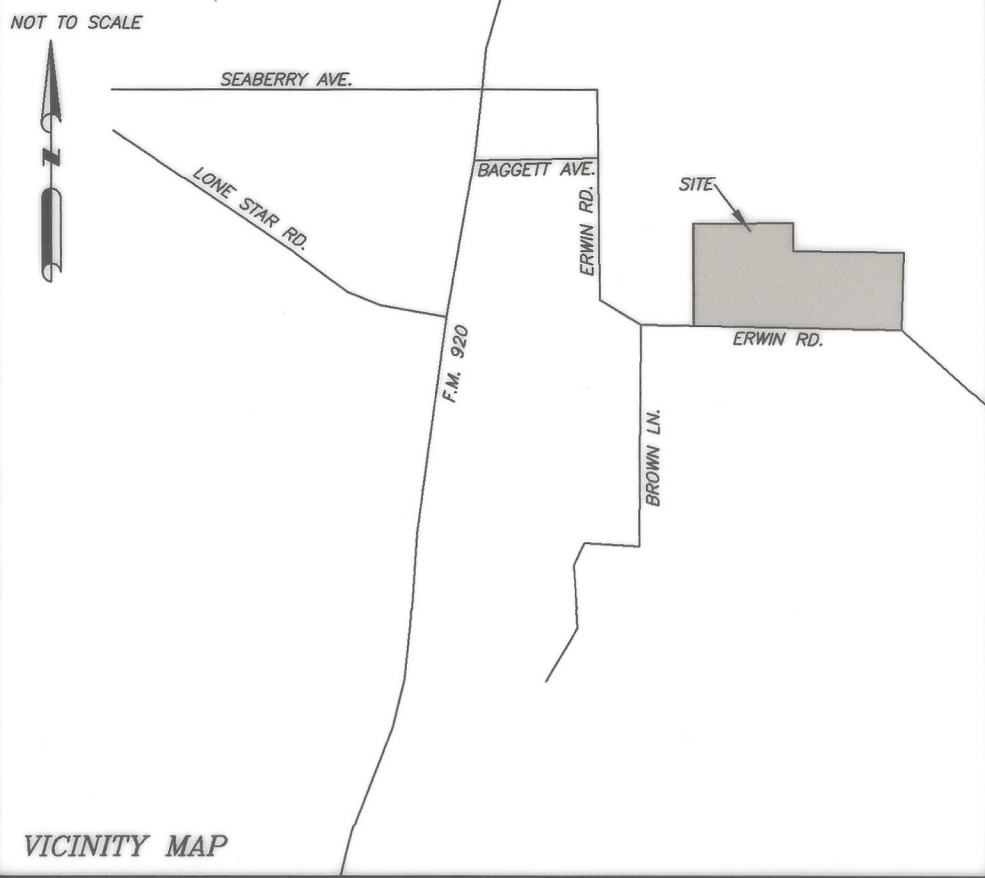 NOT TO SCALE
N
SEABERRY AVE.
LONE STAR RD.
BAGGETT AVE.
ERWIN RD.
SITE
F.M. 920
ERWIN RD.
BROWN LN.
VICINITY MAP